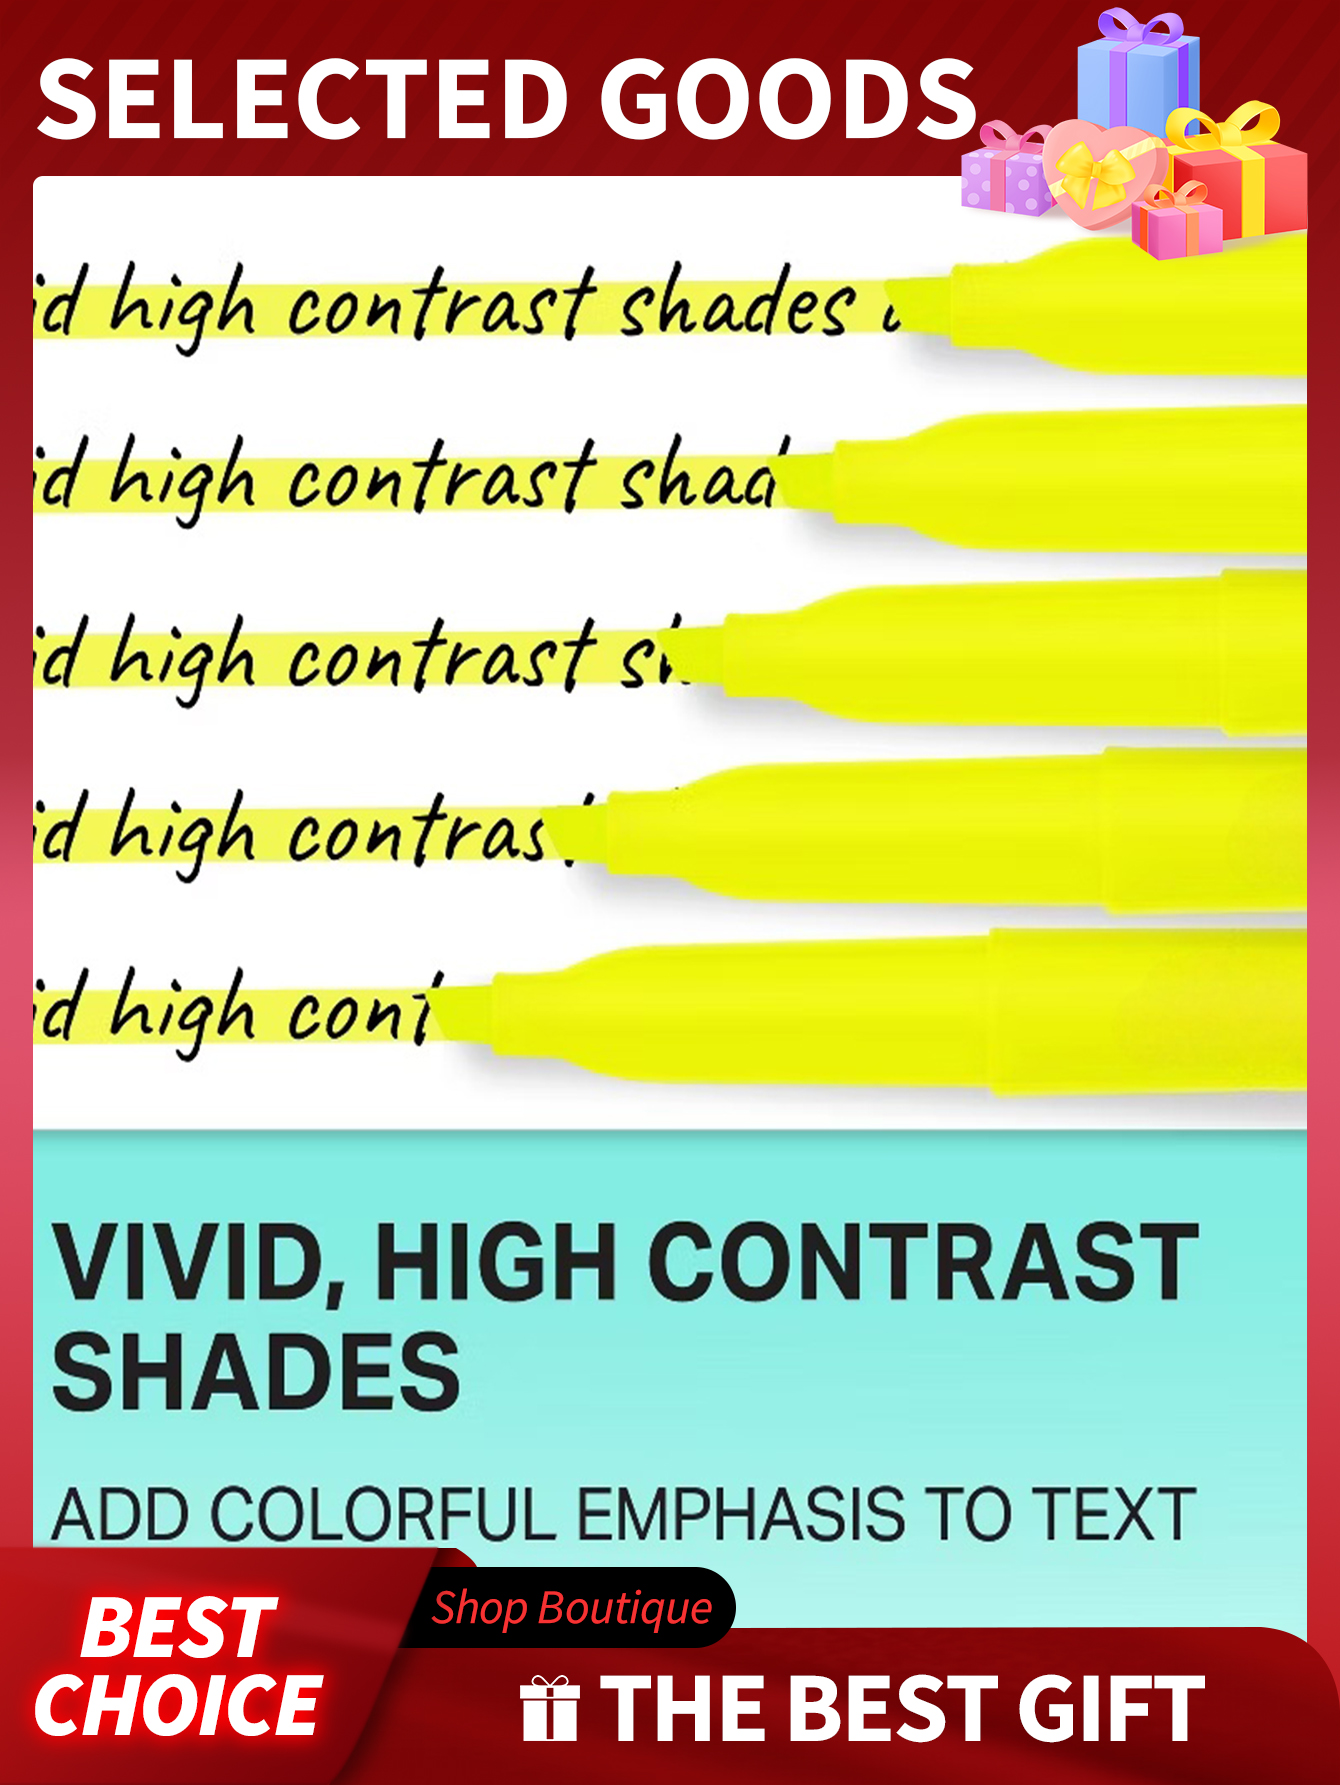 SELECTED GOODS
id high contrast shades
id high contrast shad
id high contrast s
id high contras
id high cont
VIVID, HIGH CONTRAST
SHADES
ADD COLORFUL EMPHASIS TO TEXT
BEST
CHOICE
Shop Boutique
THE BEST GIFT